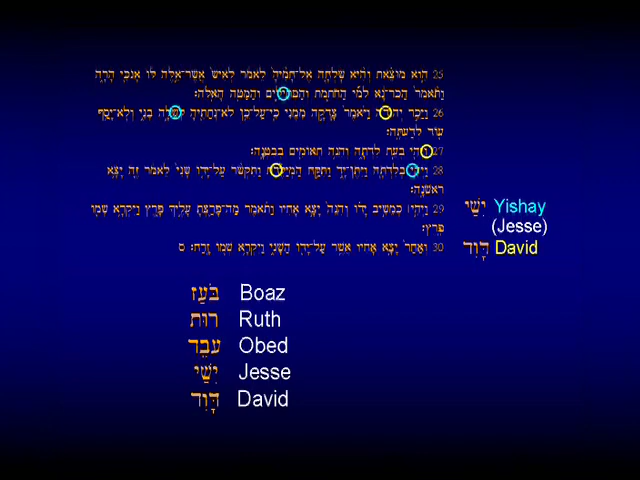 25 הִוא מוּצֵאת וְהִיא שָׁלְחָה אֶל־חָמִיהָ לֵאמֹר לְאִישׁ אֲשֶׁר־אֵלֶּה לּוֹ אָנֹכִי הָרָה
וַתֹּאמֶר הַכֶּר־נָא לְמִי הַחֹתֶמֶת וְהַפְּתִילִים וְהַמַּטֶּה הָאֵלֶּה׃
26 וַיַּכֵּר יְהוּדָה וַיֹּאמֶר צָדְקָה מִמֶּנִּי כִּי־עַל־כֵּן לֹא־נְתַתִּיהָ לְשֵׁלָה בְנִי וְלֹא־יָסַף
עוֹד לְדַעְתָּה׃
27 וַיְהִי בְּעֵת לִדְתָּהּ וְהִנֵּה תְאוֹמִים בְּבִטְנָהּ׃
28 וַיְהִי בְלִדְתָּהּ וַיִּתֶּן־יָד וַתִּקַּח הַמְיַלֶּדֶת וַתִּקְשֹׁר עַל־יָדוֹ שָׁנִי לֵאמֹר זֶה יָצָא
רִאשֹׁנָה׃
29 וַיְהִי כְּמֵשִׁיב יָדוֹ וְהִנֵּה יָצָא אָחִיו וַתֹּאמֶר מַה־פָּרַצְתָּ עָלֶיךָ פָּרֶץ וַיִּקְרָא שְׁמוֹ
פָּרֶץ׃
30 וְאַחַר יָצָא אָחִיו אֲשֶׁר עַל־יָדוֹ הַשָּׁנִי וַיִּקְרָא שְׁמוֹ זָרַח׃ ס
יִשַׁי Yishay
(Jesse)
דָּוִד David
בֹּעַז Boaz
רוּת Ruth
עֹבֵד Obed
יִשַׁי Jesse
דָּוִד David